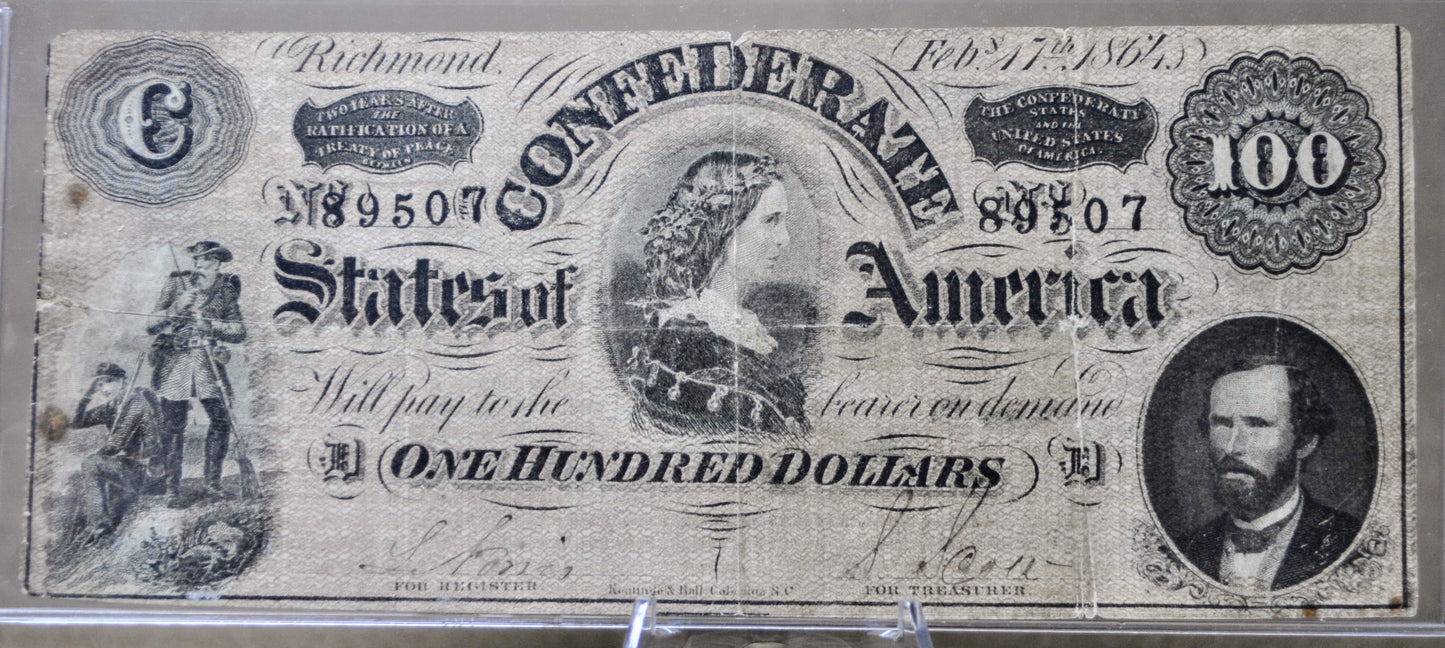 C
Richmond.
Feb.y 17th 1864
TWO YEARS AFTER
THE
RATIFICATION OF A
TREATY OF PEACE
BETWEEN
CONFEDERATE
THE CONFEDERATE
STATES
AND THE
UNITED STATES
OF AMERICA.
100
No 89507
No 89507
States of America
Will pay to the bearer on demand
D ONE HUNDRED DOLLARS D
FOR REGISTER
Keatinge & Ball Columbia S.C
FOR TREASURER